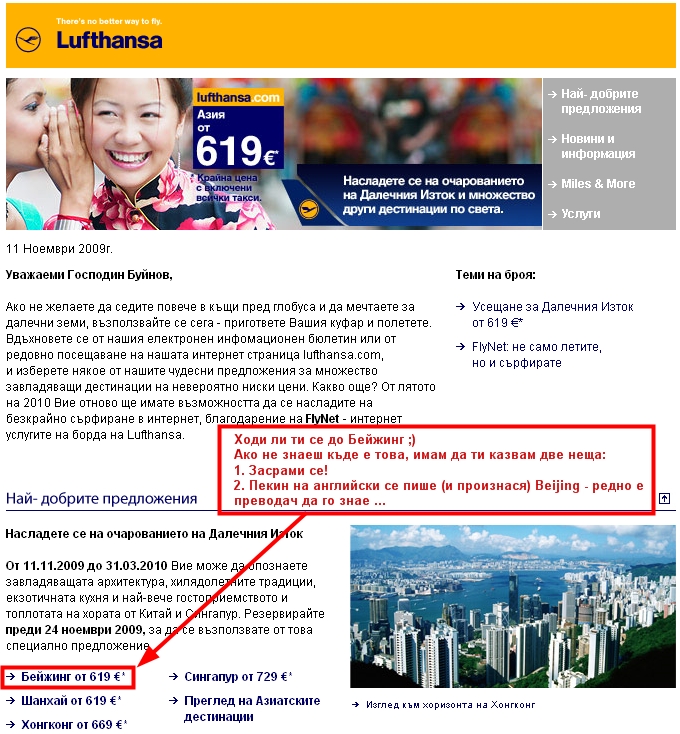 There's no better way to fly.
Lufthansa
lufthansa.com
Азия
от
619€*
*Крайна цена
с включени
всички такси.
Насладете се на очарованието
на Далечния Изток и множество
други дестинации по света.
→ Най- добрите
предложения
→ Новини и
информация
→ Miles & More
→ Услуги
11 Ноември 2009г.
Уважаеми Господин Буйнов,
Ако не желаете да седите повече в къщи пред глобуса и да мечтаете за
далечни земи, възползвайте се сега - пригответе Вашия куфар и полетете.
Вдъхновете се от нашия електронен инфомационен бюлетин или от
редовно посещаване на нашата интернет страница lufthansa.com,
и изберете някое от нашите чудесни предложения за множество
завладяващи дестинации на невероятно ниски цени. Какво още? От лятото
на 2010 Вие отново ще имате възможността да се насладите на
безкрайно сърфиране в интернет, благодарение на FlyNet - интернет
услугите на борда на Lufthansa.
Теми на броя:
→ Усещане за Далечния Изток
от 619 €*
→ FlyNet: не само летите,
но и сърфирате
Ходи ли ти се до Бейжинг ;)
Ако не знаеш къде е това, имам да ти казвам две неща:
1. Засрами се!
2. Пекин на английски се пише (и произнася) Beijing - редно е
преводач да го знае ...
Най- добрите предложения
Насладете се на очарованието на Далечния Изток
От 11.11.2009 до 31.03.2010 Вие може да опознаете
завладяващата архитектура, хилядолетните традиции,
екзотичната кухня и най-вече гостоприемството и
топлотата на хората от Китай и Сингапур. Резервирайте
преди 24 ноември 2009, за да се възползвате от това
специално предложение.
→ Бейжинг от 619 €*
→ Шанхай от 619 €*
→ Хонгконг от 669 €*
→ Сингапур от 729 €*
→ Преглед на Азиатските
дестинации
→ Изглед към хоризонта на Хонгконг